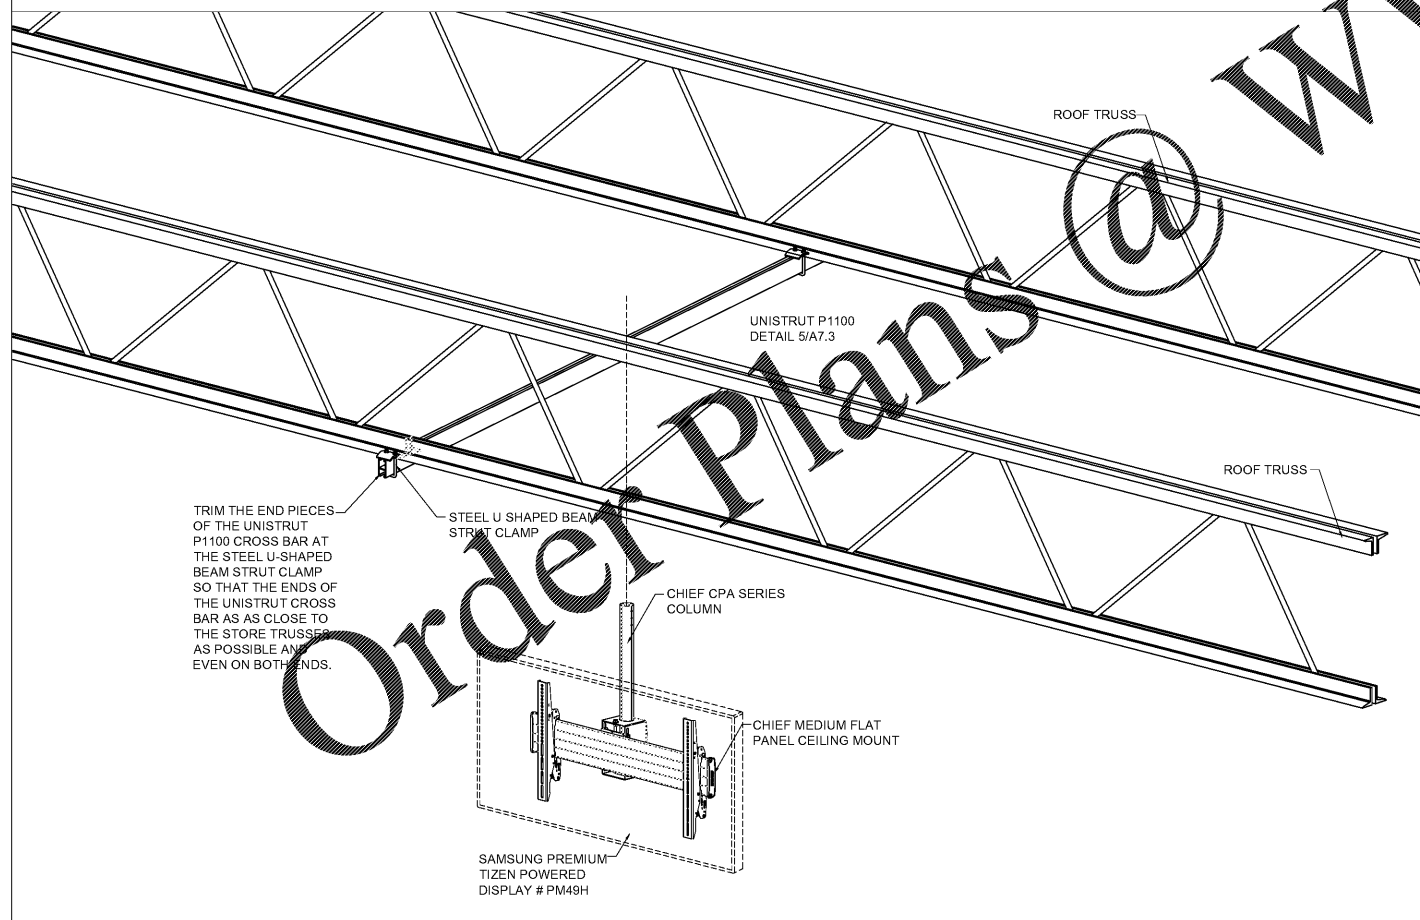 ROOF TRUSS
UNISTRUT P1100
DETAIL 5/A7.3
ROOF TRUSS
TRIM THE END PIECES
OF THE UNISTRUT
P1100 CROSS BAR AT
THE STEEL U-SHAPED
BEAM STRUT CLAMP
SO THAT THE ENDS OF
THE UNISTRUT CROSS
BAR AS AS CLOSE TO
THE STORE TRUSSES
AS POSSIBLE AND
EVEN ON BOTH ENDS.
STEEL U SHAPED BEAM
STRUT CLAMP
CHIEF CPA SERIES
COLUMN
CHIEF MEDIUM FLAT
PANEL CEILING MOUNT
SAMSUNG PREMIUM
TIZEN POWERED
DISPLAY # PM49H
Order Plans @